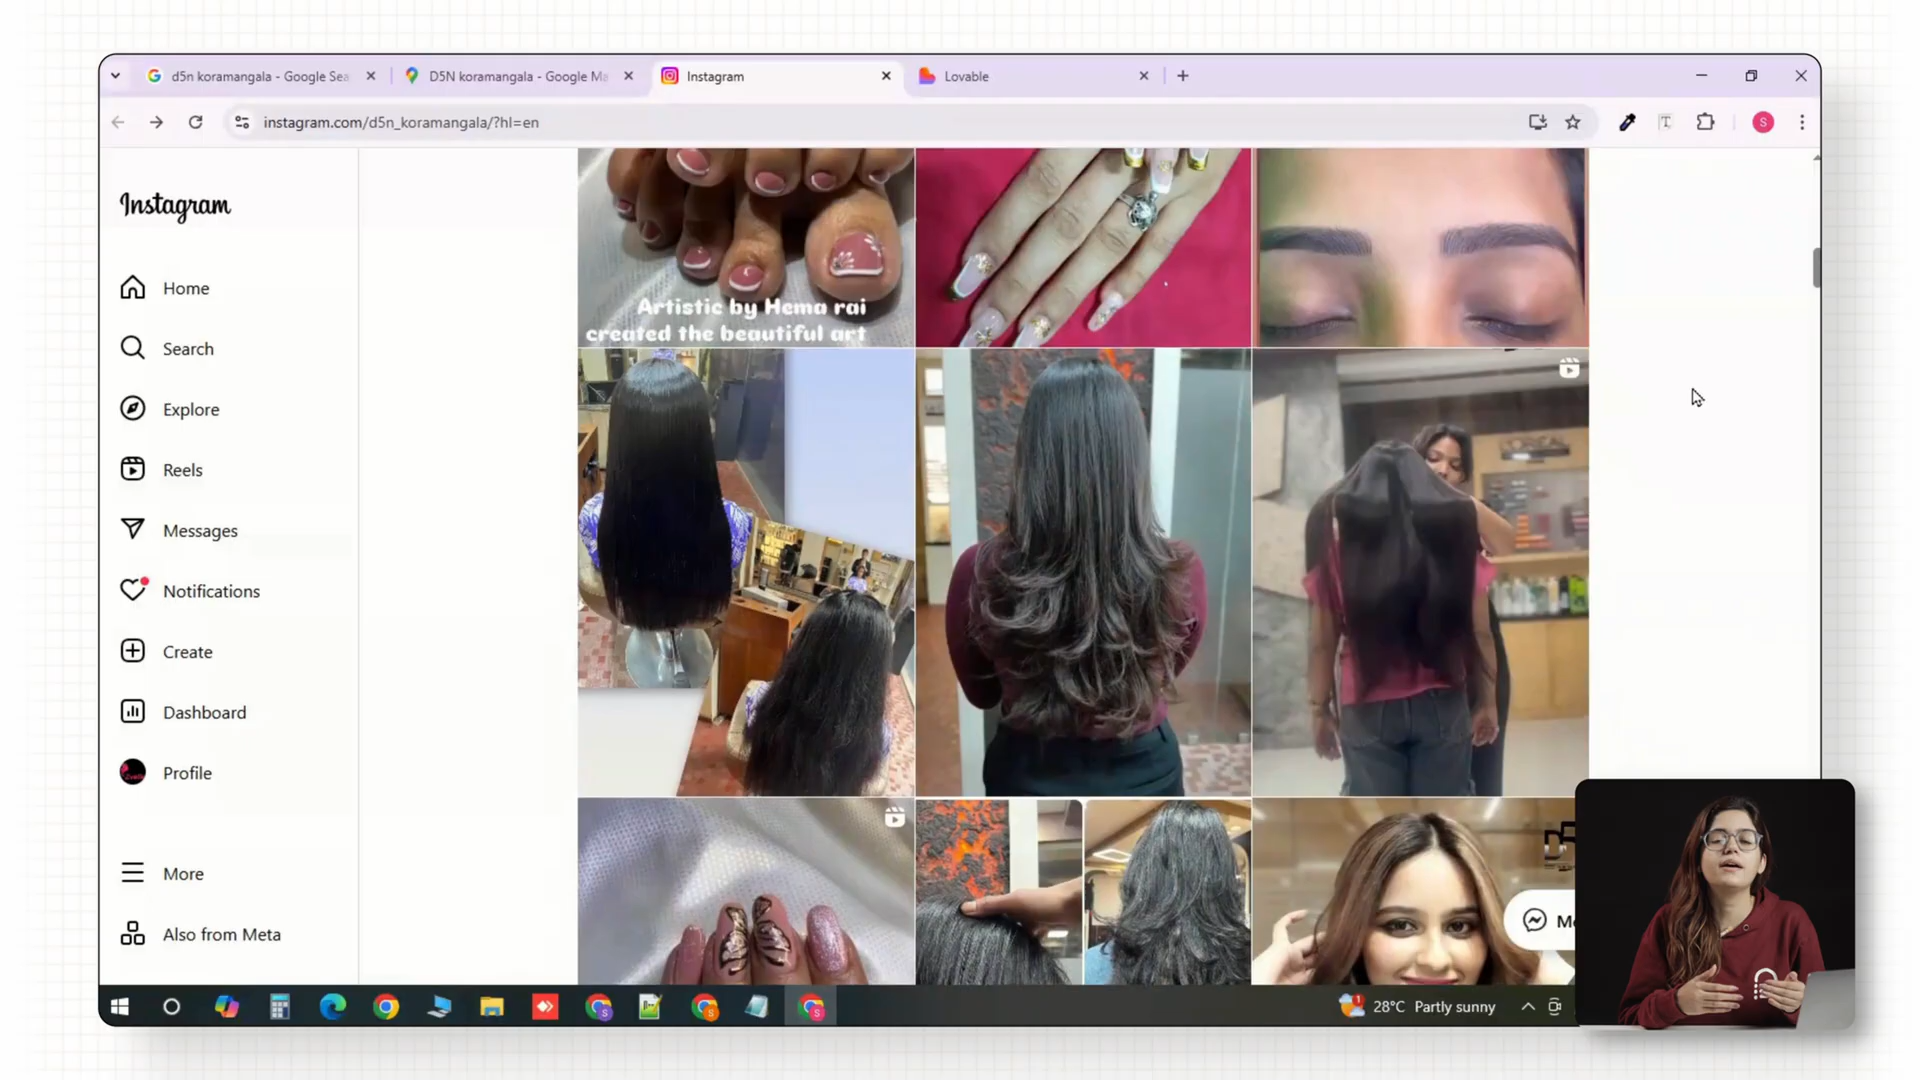 d5n koramangala - Google Sea
D5N koramangala - Google Ma
Instagram
Lovable
instagram.com/d5n_koramangala/?hl=en
Instagram
Home
Search
Explore
Reels
Messages
Notifications
Create
Dashboard
Profile
More
Also from Meta
Artistic by Hema rai
created the beautiful art
28°C Partly sunny
S
T